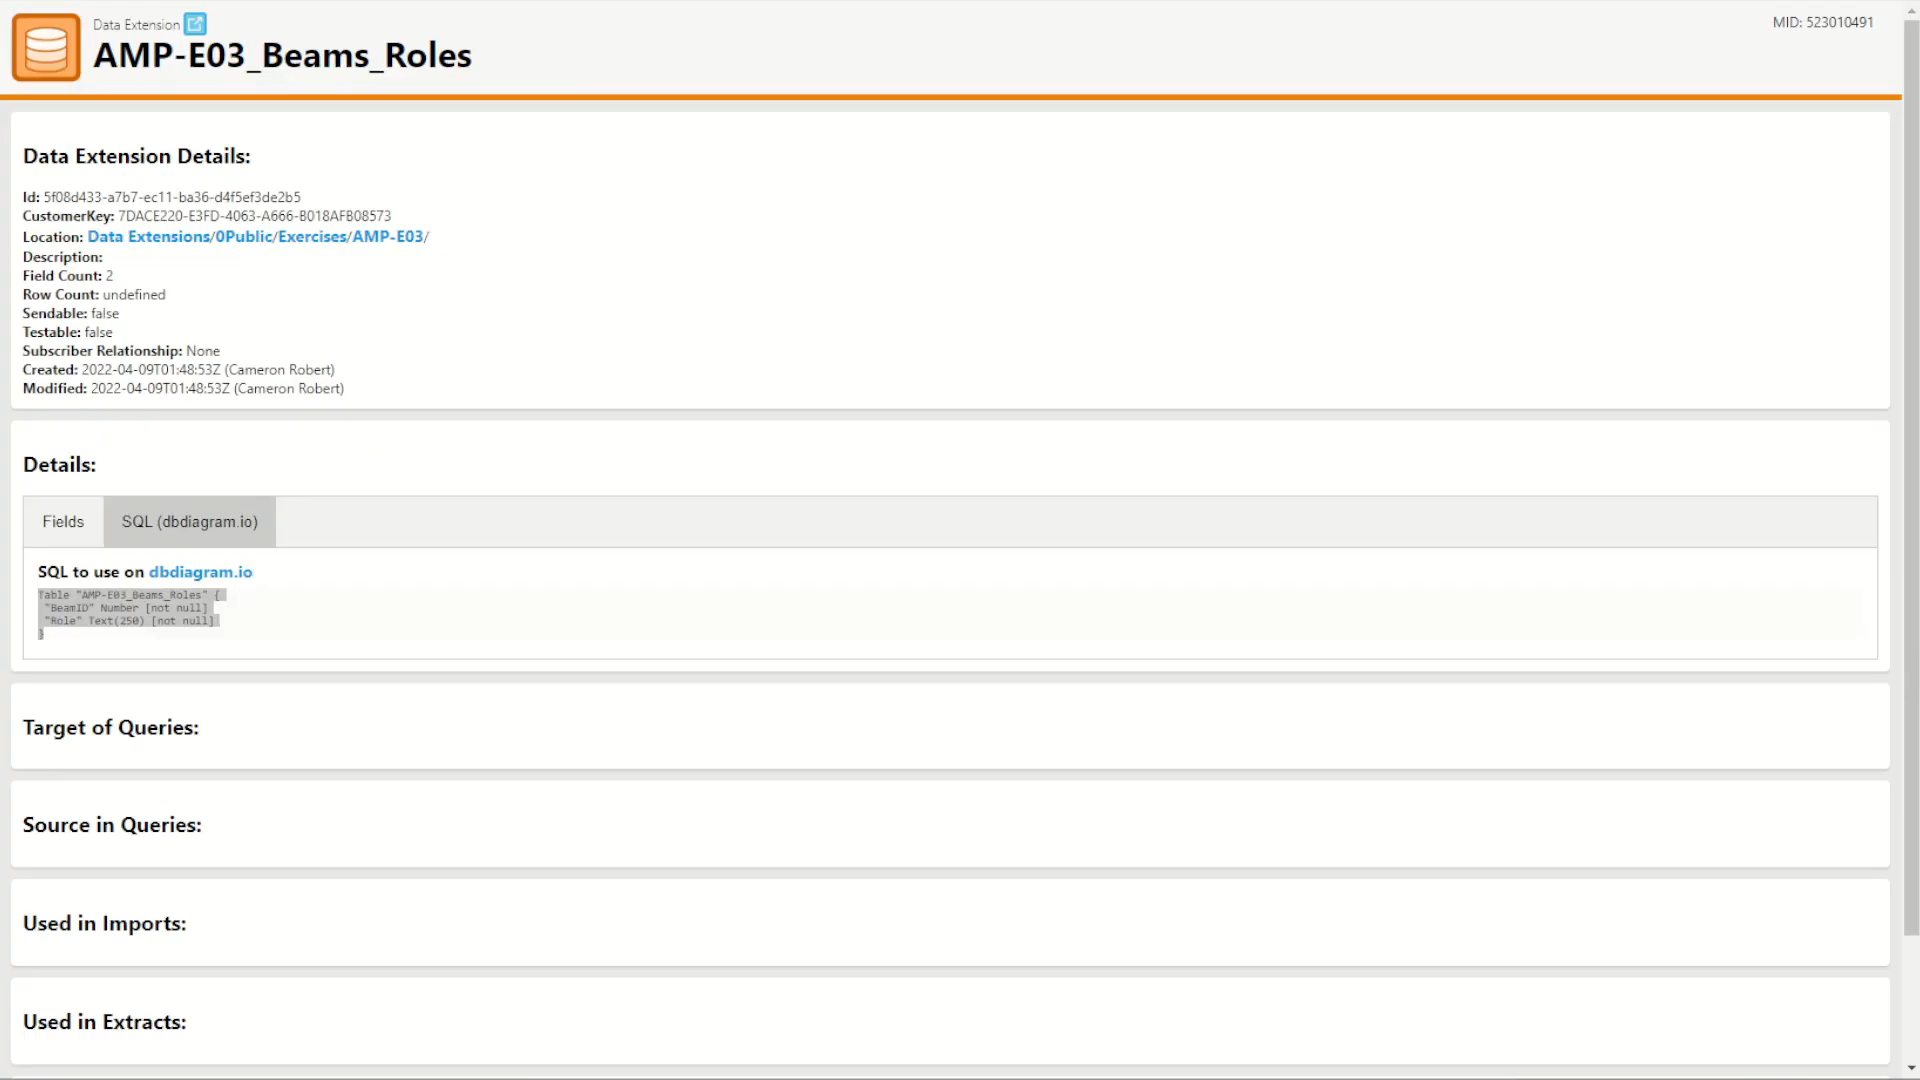 Data Extension
AMP-E03_Beams_Roles
MID: 523010491
Data Extension Details:
Id: 5f08d433-a7b7-ec11-ba36-d4f5ef3de2b5
CustomerKey: 7DACE220-E3FD-4063-A666-B018AFB08573
Location: Data Extensions/0Public/Exercises/AMP-E03/
Description:
Field Count: 2
Row Count: undefined
Sendable: false
Testable: false
Subscriber Relationship: None
Created: 2022-04-09T01:48:53Z (Cameron Robert)
Modified: 2022-04-09T01:48:53Z (Cameron Robert)
Details:
Fields SQL (dbdiagram.io)
SQL to use on dbdiagram.io
Table "AMP-E03_Beams_Roles" {
"BeamID" Number [not null]
"Role" Text(250) [not null]
}
Target of Queries:
Source in Queries:
Used in Imports:
Used in Extracts: